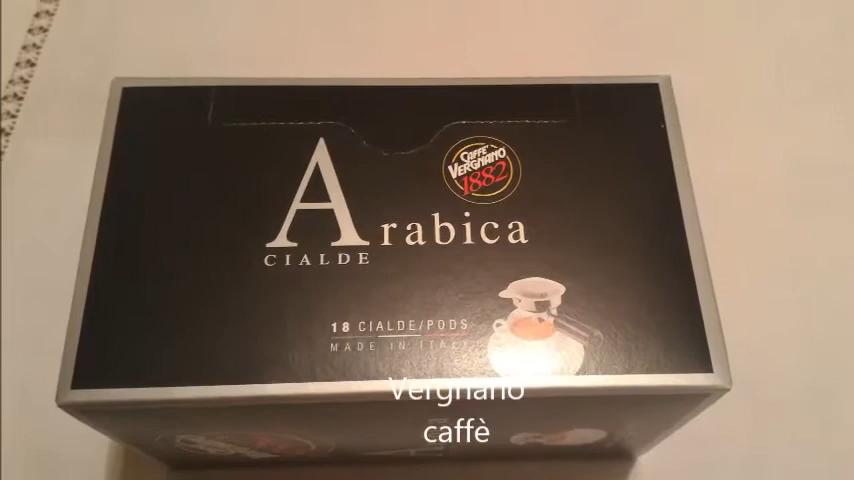 CAFFÈ
VERGNANO
1882
Arabica
CIALDE
18 CIALDE/PODS
MADE IN ITALY
Vergnano
caffè